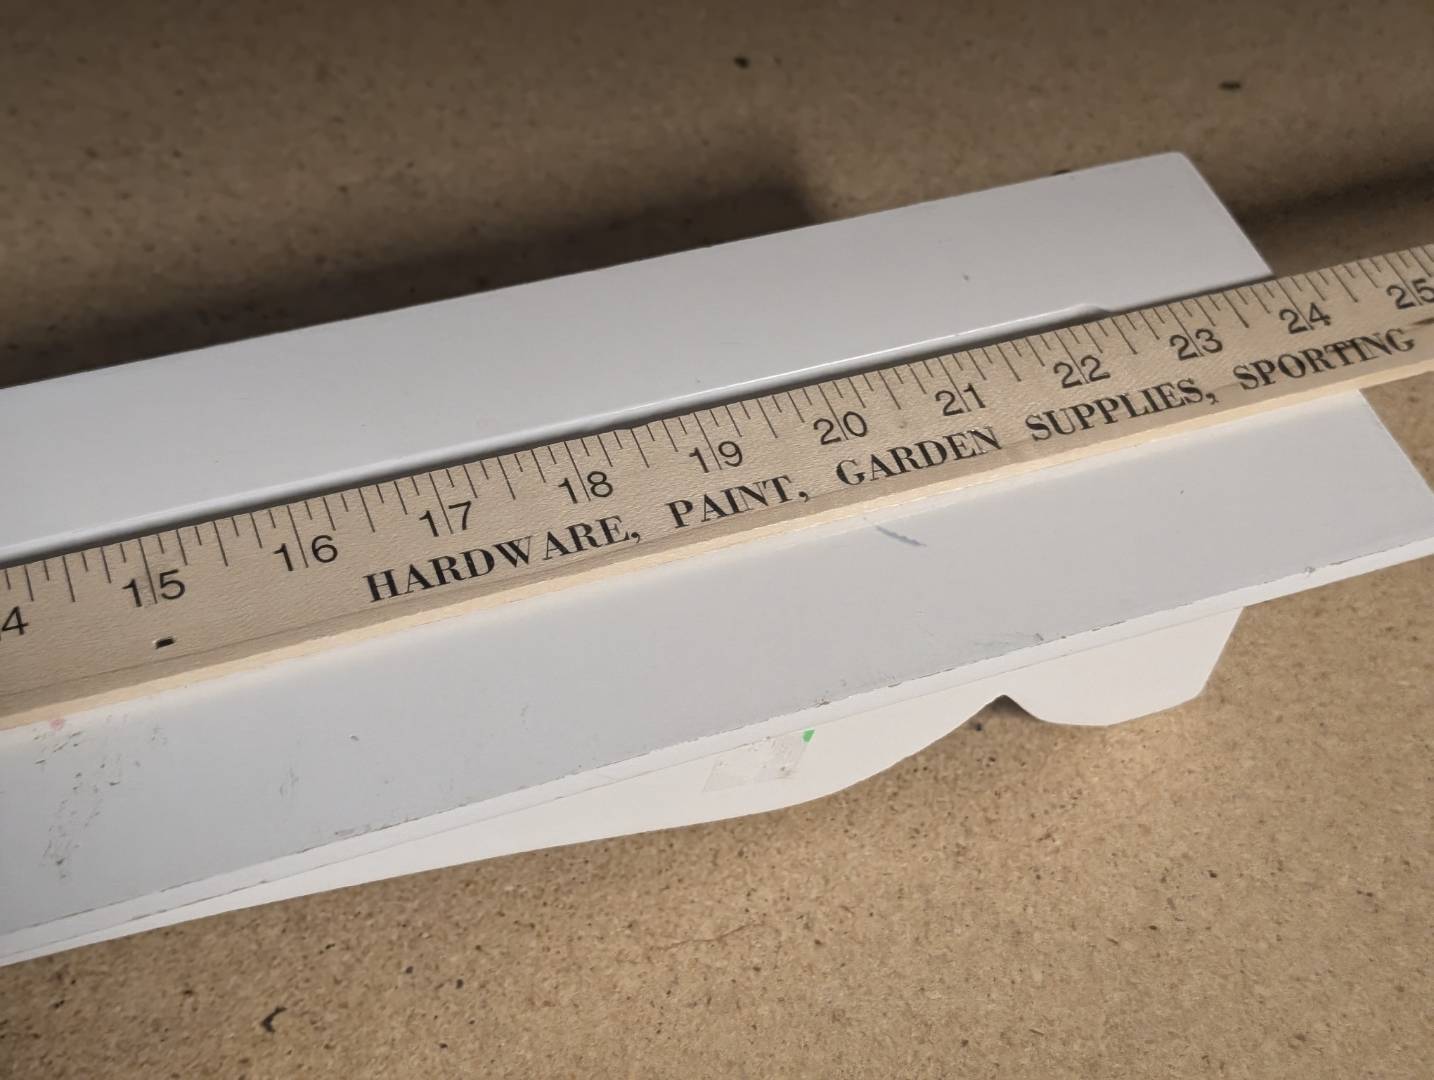 4 15 16 17 18 19 20 21 22 23 24 25
HARDWARE, PAINT, GARDEN SUPPLIES, SPORTING